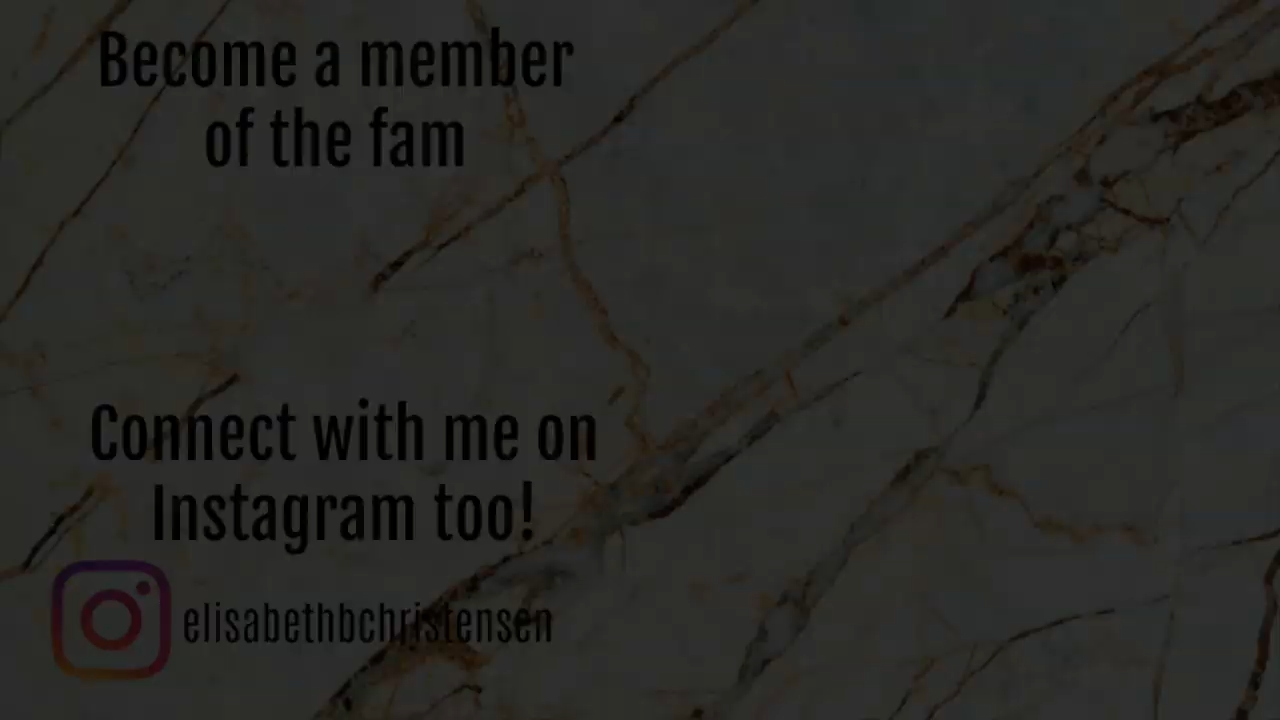 Become a member
of the fam
Connect with me on
Instagram too!
elisabethbchristensen